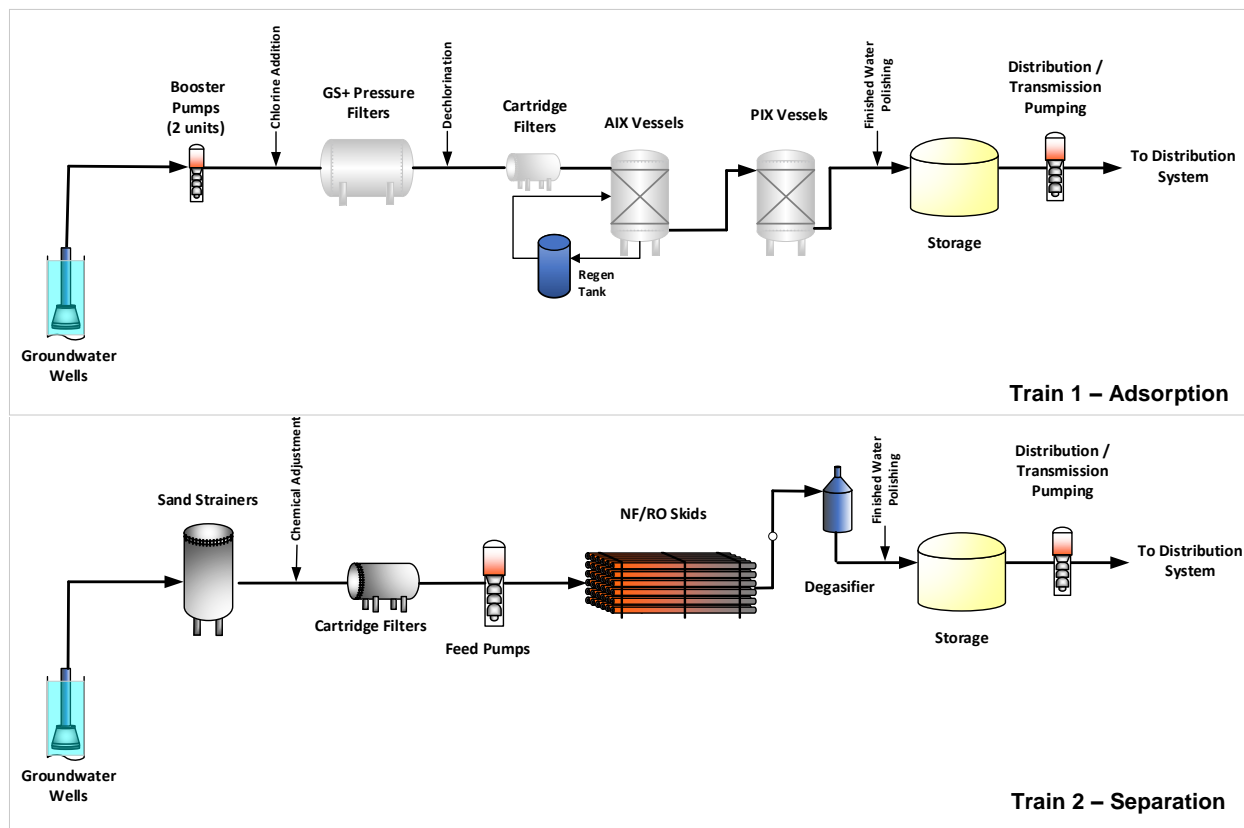 Booster
Pumps
(2 units)
Chlorine Addition
GS+ Pressure
Filters
Dechlorination
Cartridge
Filters
AIX Vessels
PIX Vessels
Finished Water
Polishing
Distribution /
Transmission
Pumping
To Distribution
System
Storage
Regen
Tank
Groundwater
Wells
Train 1 – Adsorption
Sand Strainers
Chemical Adjustment
Cartridge Filters
Feed Pumps
NF/RO Skids
Degasifier
Finished Water
Polishing
Distribution /
Transmission
Pumping
To Distribution
System
Storage
Groundwater
Wells
Train 2 – Separation